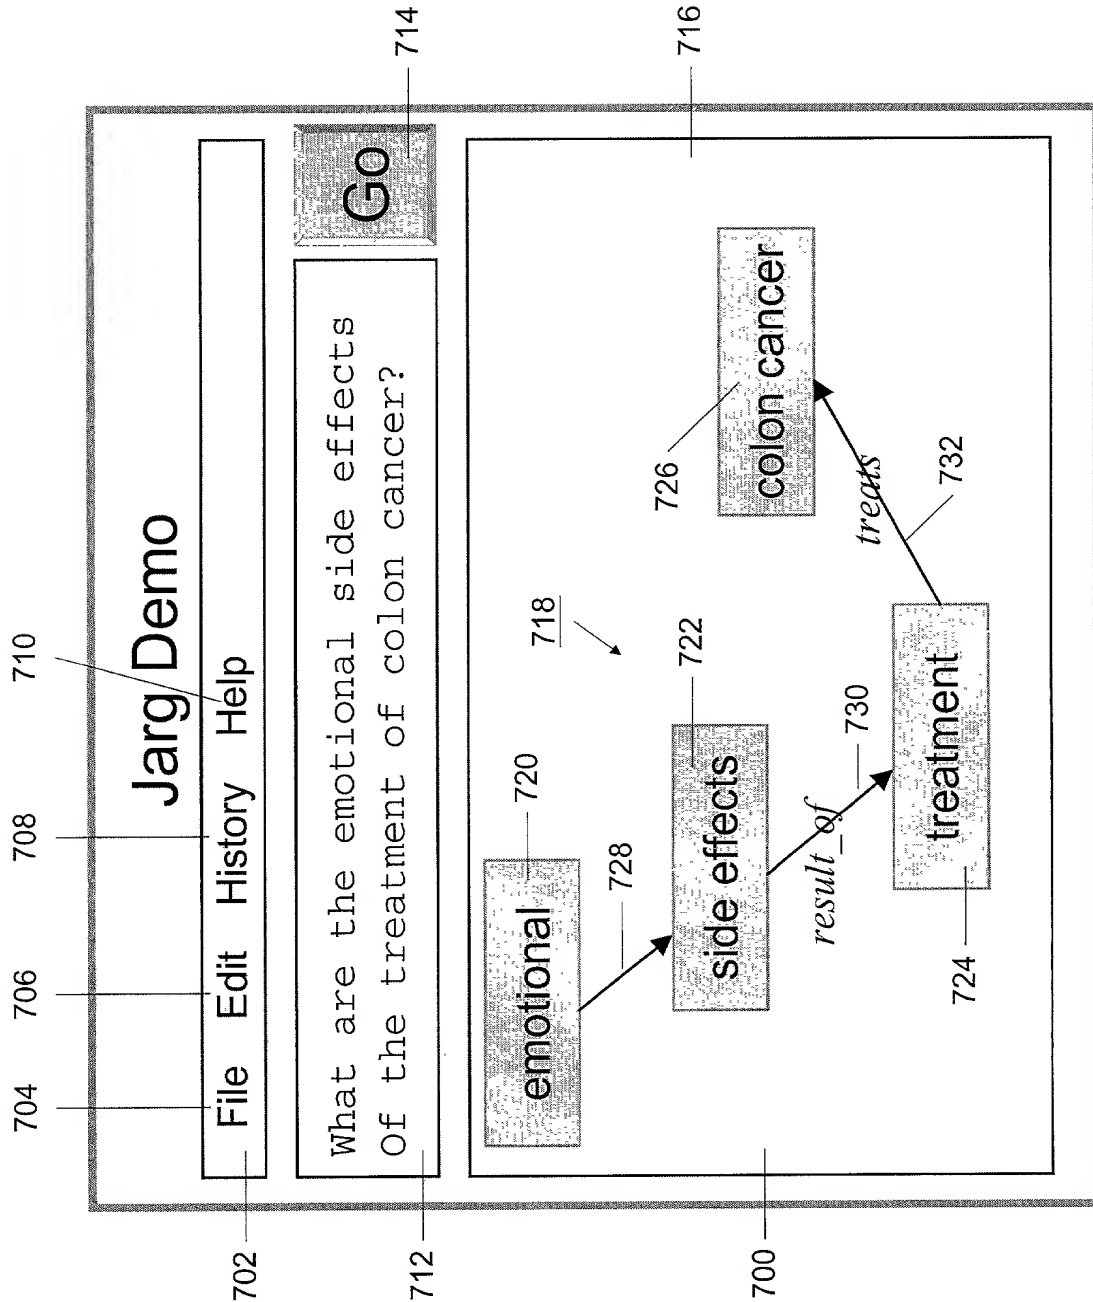 704 706 708 710
Jarg Demo
702
File Edit History Help
712
What are the emotional side effects
Of the treatment of colon cancer?
Go
714
716
emotional
720
728
718
726
colon cancer
side effects
722
result_of
730
treats
732
treatment
724
700